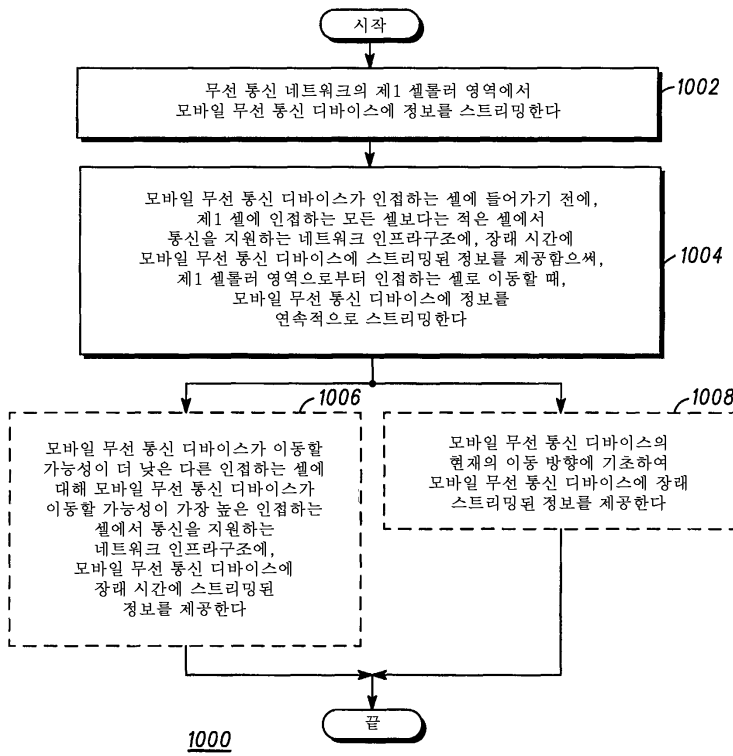 시작
무선 통신 네트워크의 제1 셀룰러 영역에서
모바일 무선 통신 디바이스에 정보를 스트리밍한다
1002
모바일 무선 통신 디바이스가 인접하는 셀에 들어가기 전에,
제1 셀에 인접하는 모든 셀보다는 적은 셀에서
통신을 지원하는 네트워크 인프라구조에, 장래 시간에
모바일 무선 통신 디바이스에 스트리밍된 정보를 제공함으로써,
제1 셀룰러 영역으로부터 인접하는 셀로 이동할 때,
모바일 무선 통신 디바이스에 정보를
연속적으로 스트리밍한다
1004
1006
모바일 무선 통신 디바이스가 이동할
가능성이 더 낮은 다른 인접하는 셀에
대해 모바일 무선 통신 디바이스가
이동할 가능성이 가장 높은 인접하는
셀에서 통신을 지원하는
네트워크 인프라구조에,
모바일 무선 통신 디바이스에
장래 시간에 스트리밍된
정보를 제공한다
1008
모바일 무선 통신 디바이스의
현재의 이동 방향에 기초하여
모바일 무선 통신 디바이스에 장래
스트리밍된 정보를 제공한다
끝
1000